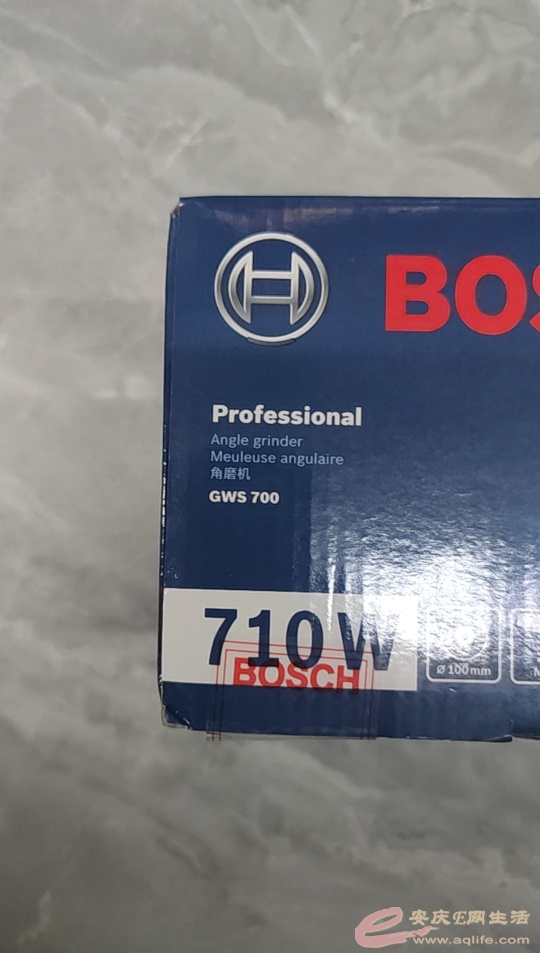 BOS
Professional
Angle grinder
Meuleuse angulaire
角磨机
GWS 700
710 W
BOSCH
Ø 100 mm
M
安庆E网生活
www.aqlife.com